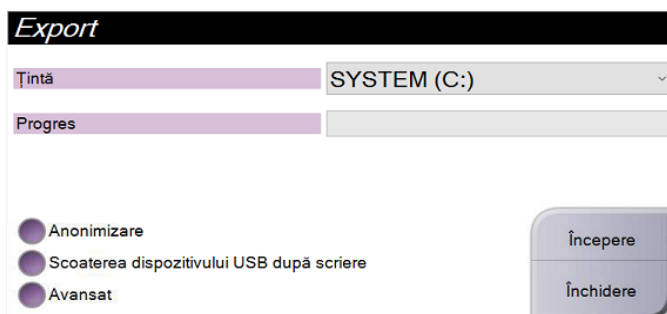 Export
Țintă
SYSTEM (C:)
Progres
Anonimizare
Scoaterea dispozitivului USB după scriere
Avansat
Începere
Închidere